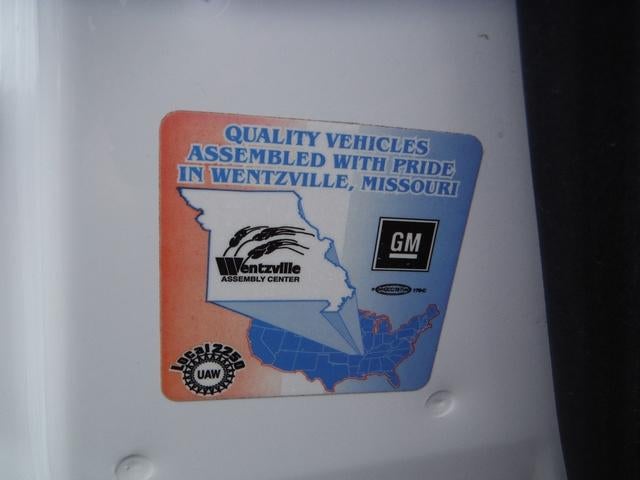 QUALITY VEHICLES
ASSEMBLED WITH PRIDE
IN WENTZVILLE, MISSOURI
Wentzville
ASSEMBLY CENTER
GM
Local 2250
UAW